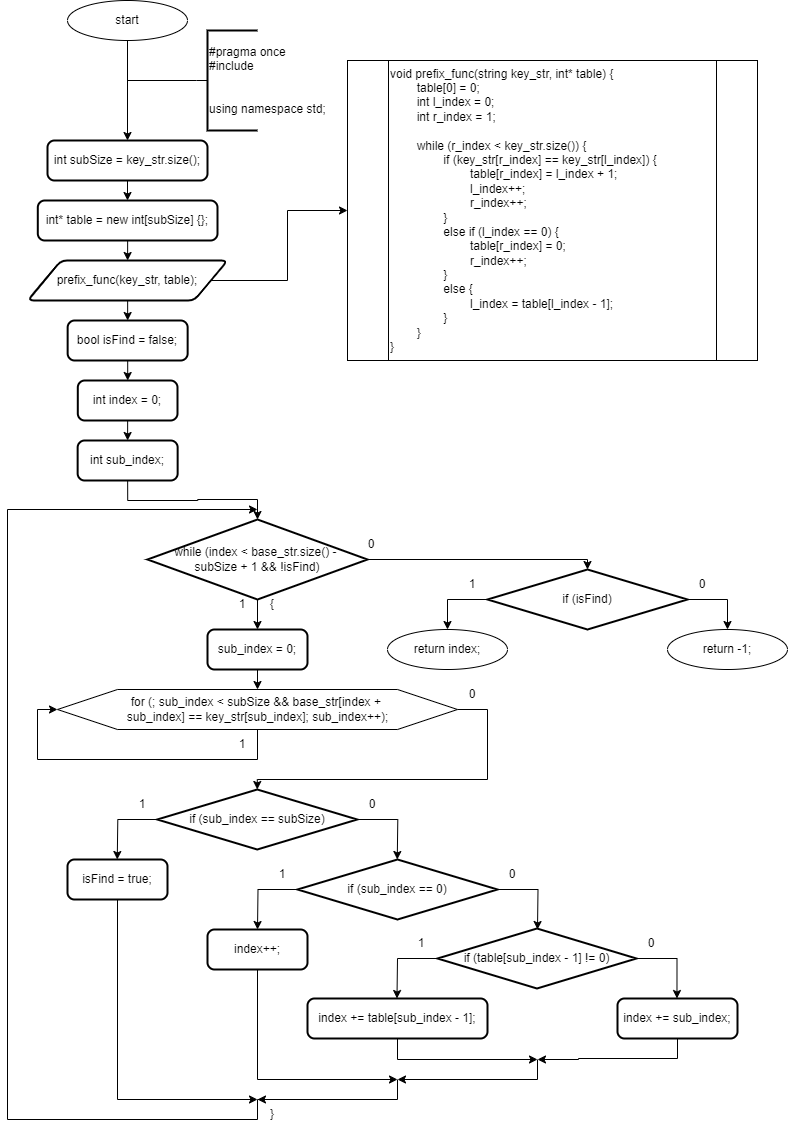 start
#pragma once
#include
using namespace std;
void prefix_func(string key_str, int* table) {
table[0] = 0;
int l_index = 0;
int r_index = 1;
while (r_index < key_str.size()) {
if (key_str[r_index] == key_str[l_index]) {
table[r_index] = l_index + 1;
l_index++;
r_index++;
}
else if (l_index == 0) {
table[r_index] = 0;
r_index++;
}
else {
l_index = table[l_index - 1];
}
}
}
int subSize = key_str.size();
int* table = new int[subSize] {};
prefix_func(key_str, table);
bool isFind = false;
int index = 0;
int sub_index;
while (index < base_str.size() -
subSize + 1 && !isFind)
0
1 {
1
if (isFind)
0
return index;
return -1;
sub_index = 0;
for (; sub_index < subSize && base_str[index +
sub_index] == key_str[sub_index]; sub_index++);
0
1
1
if (sub_index == subSize)
0
isFind = true;
1
if (sub_index == 0)
0
index++;
1
if (table[sub_index - 1] != 0)
0
index += table[sub_index - 1];
index += sub_index;
}